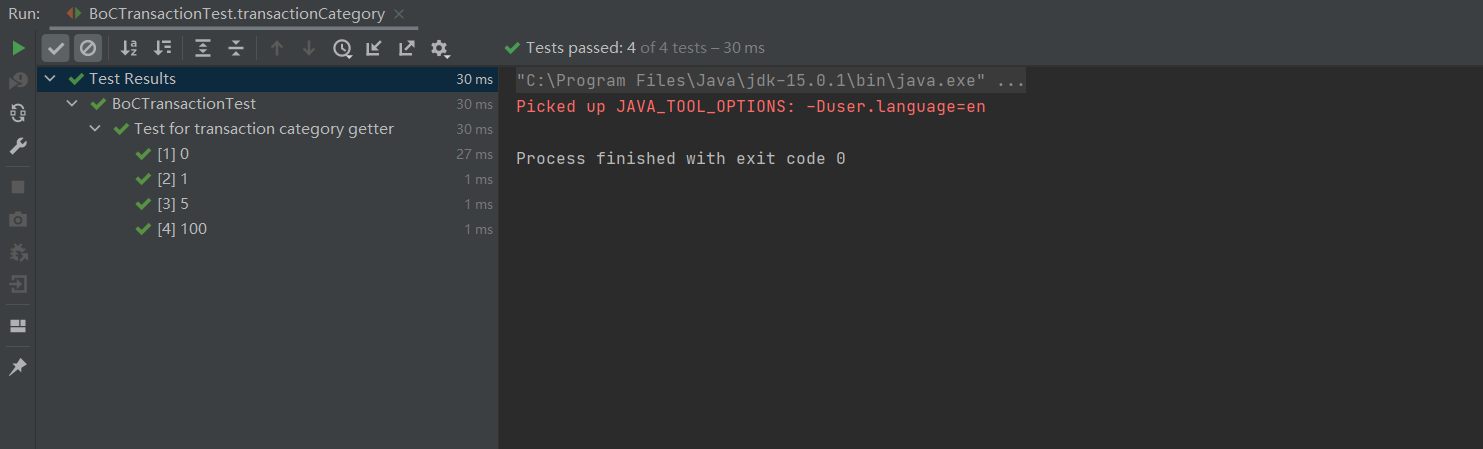 Run: BoCTransactionTest.transactionCategory
Tests passed: 4 of 4 tests – 30 ms
Test Results 30 ms
BoCTransactionTest 30 ms
Test for transaction category getter 30 ms
[1] 0 27 ms
[2] 1 1 ms
[3] 5 1 ms
[4] 100 1 ms
"C:\Program Files\Java\jdk-15.0.1\bin\java.exe" ...
Picked up JAVA_TOOL_OPTIONS: -Duser.language=en
Process finished with exit code 0